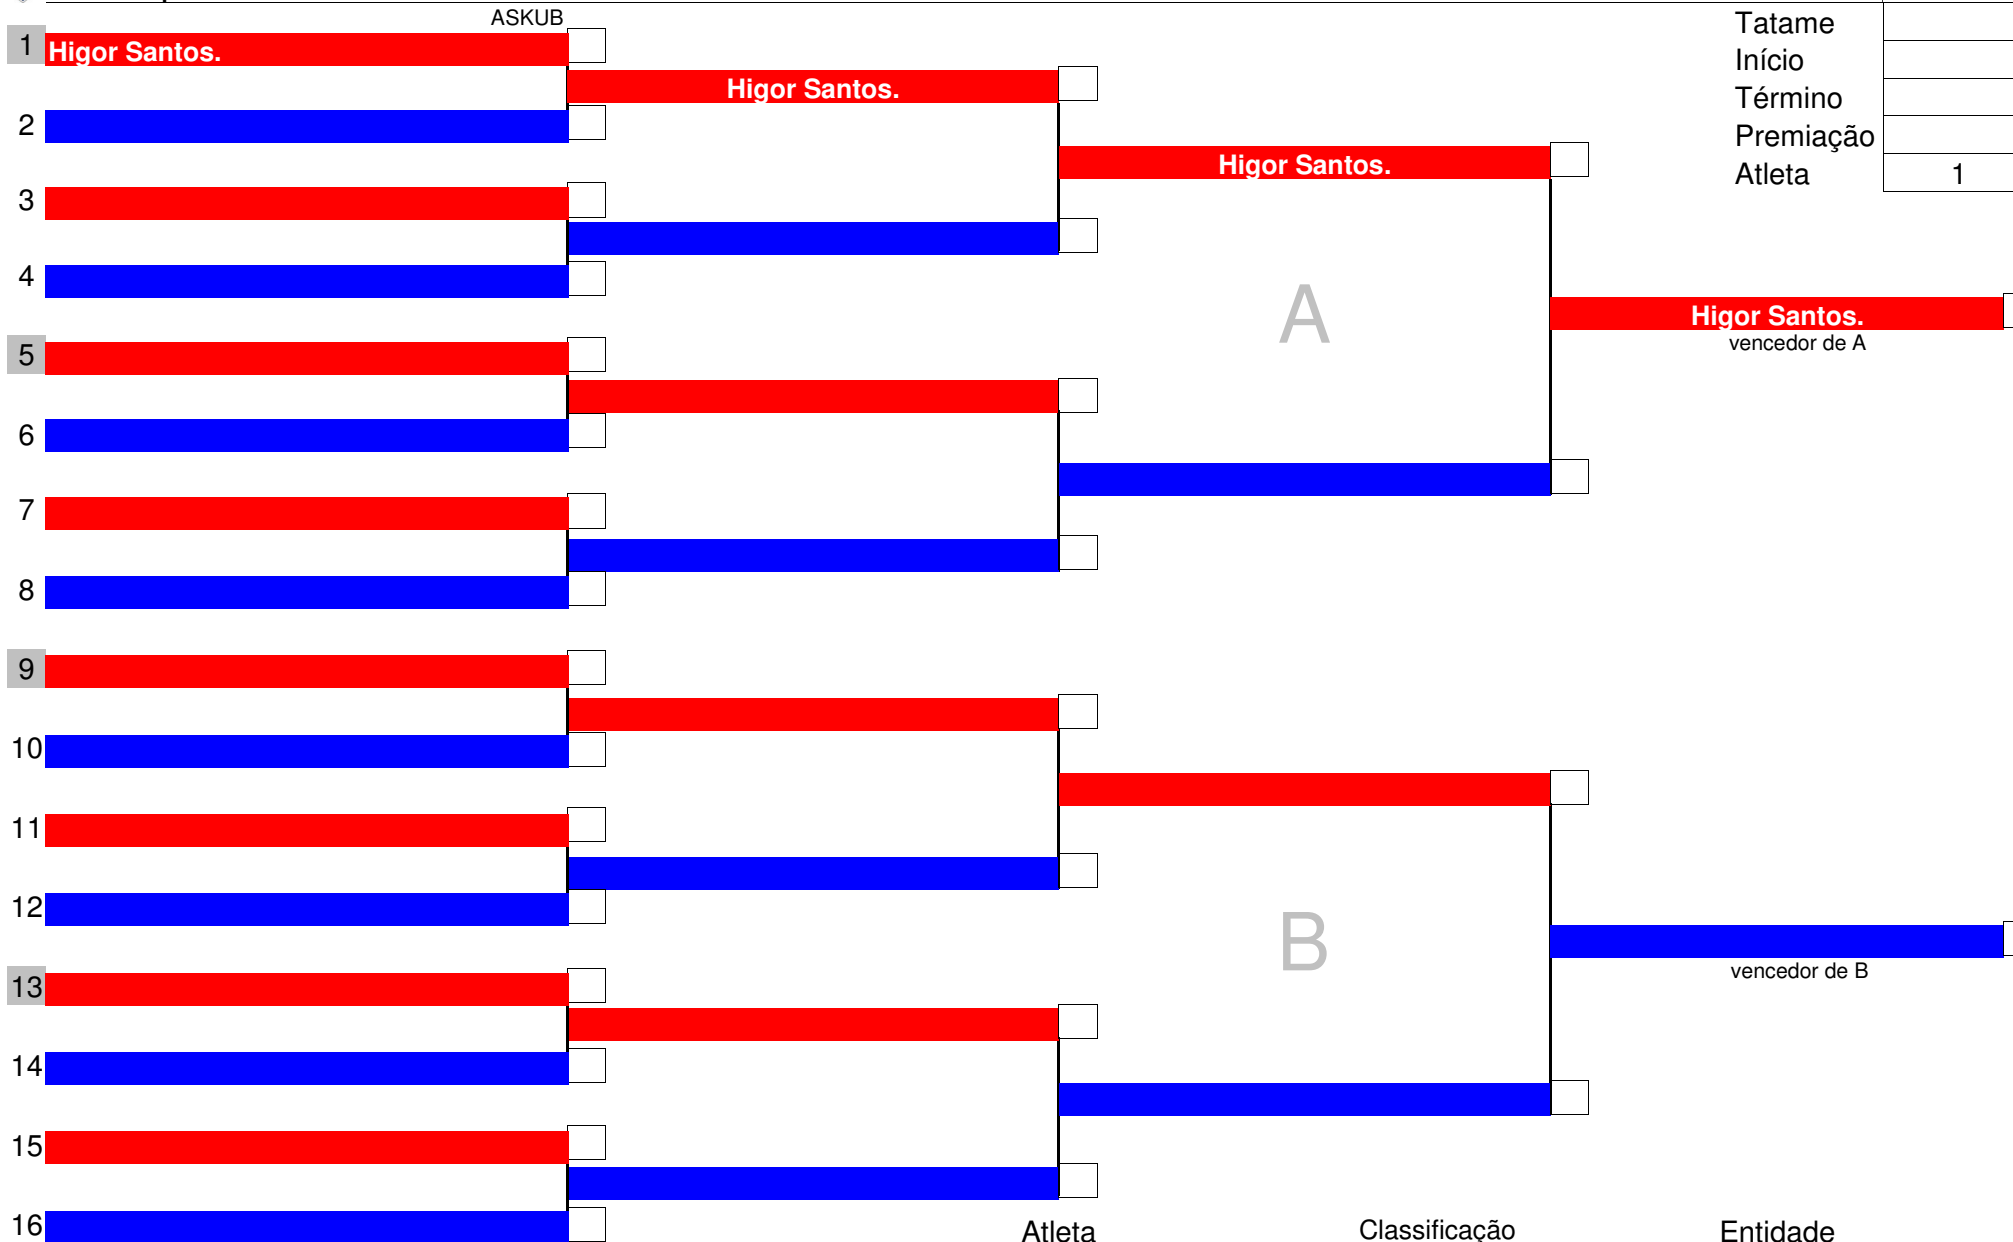 ASKUB
1 Higor Santos.
Higor Santos.
2
Higor Santos.
3
4
Higor Santos.
vencedor de A
A
5
6
7
8
9
10
11
12
B
vencedor de B
13
14
15
16
Tatame
Início
Término
Premiação
Atleta 1
Atleta Classificação Entidade